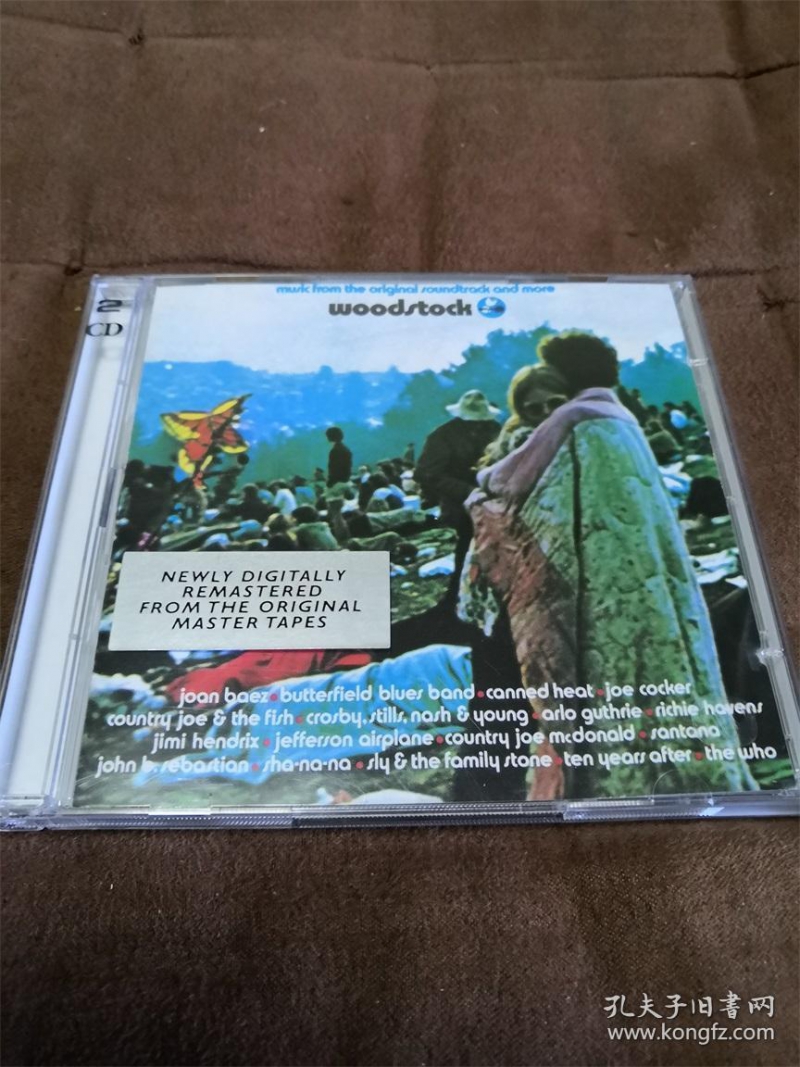 2
CD
music from the original soundtrack and more
woodstock
NEWLY DIGITALLY
REMASTERED
FROM THE ORIGINAL
MASTER TAPES
joan baez•butterfield blues band•canned heat•joe cocker
country joe & the fish•crosby, stills, nash & young•arlo guthrie•richie havens
jimi hendrix•jefferson airplane•country joe mcdonald•santana
john b. sebastian•sha-na-na•sly & the family stone•ten years after•the who
孔夫子旧書网
www.kongfz.com